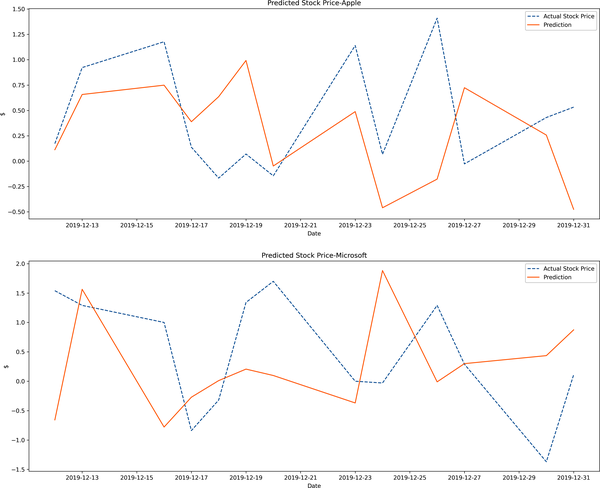 Predicted Stock Price-Apple
1.50
1.25
1.00
0.75
0.50
0.25
0.00
−0.25
−0.50
$
Actual Stock Price
Prediction
2019-12-13 2019-12-15 2019-12-17 2019-12-19 2019-12-21 2019-12-23 2019-12-25 2019-12-27 2019-12-29 2019-12-31
Date
Predicted Stock Price-Microsoft
2.0
1.5
1.0
0.5
0.0
−0.5
−1.0
−1.5
$
Actual Stock Price
Prediction
2019-12-13 2019-12-15 2019-12-17 2019-12-19 2019-12-21 2019-12-23 2019-12-25 2019-12-27 2019-12-29 2019-12-31
Date